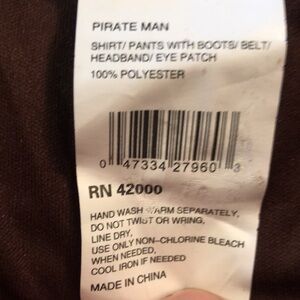 PIRATE MAN
SHIRT/ PANTS WITH BOOTS/ BELT/
HEADBAND/ EYE PATCH
100% POLYESTER
0 47334 27960 3
RN 42000
HAND WASH WARM SEPARATELY,
DO NOT TWIST OR WRING,
LINE DRY,
USE ONLY NON-CHLORINE BLEACH
WHEN NEEDED,
COOL IRON IF NEEDED
MADE IN CHINA